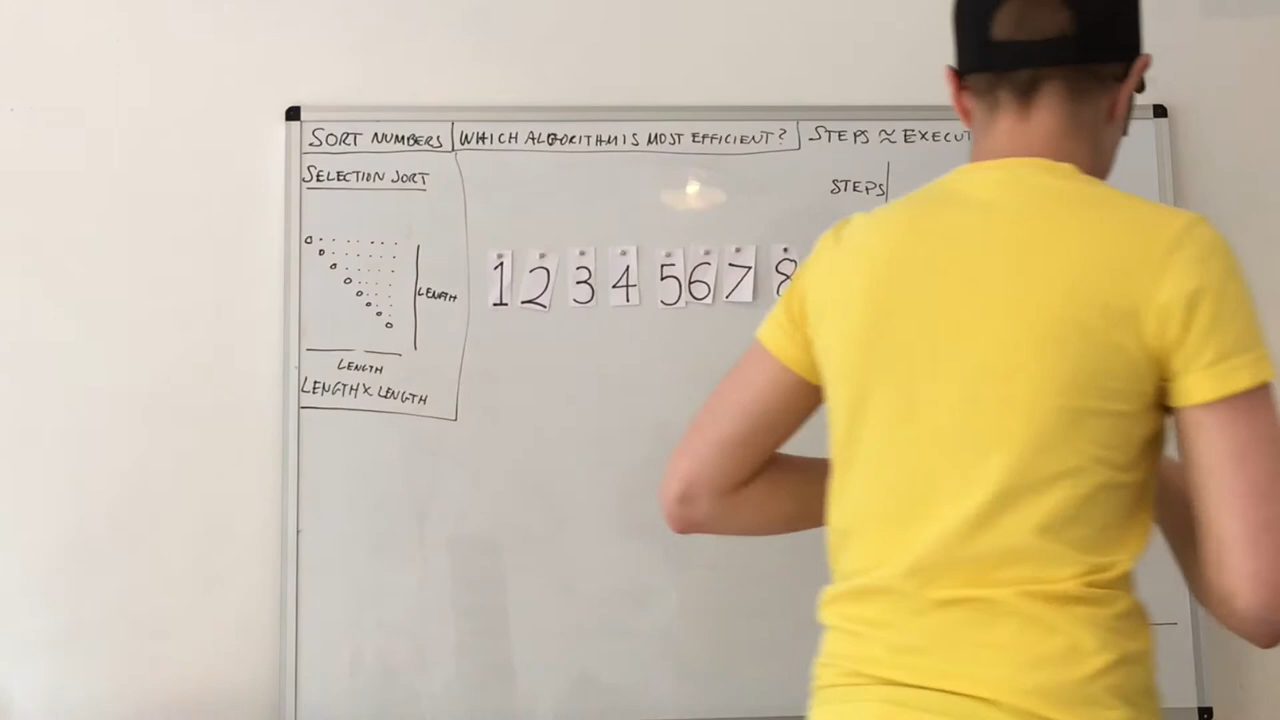 SORT NUMBERS WHICH ALGORITHM IS MOST EFFICIENT? STEPS ≈ EXECU
SELECTION SORT
STEPS
1 2 3 4 5 6 7 8
LENGTH
LENGTH
LENGTH X LENGTH